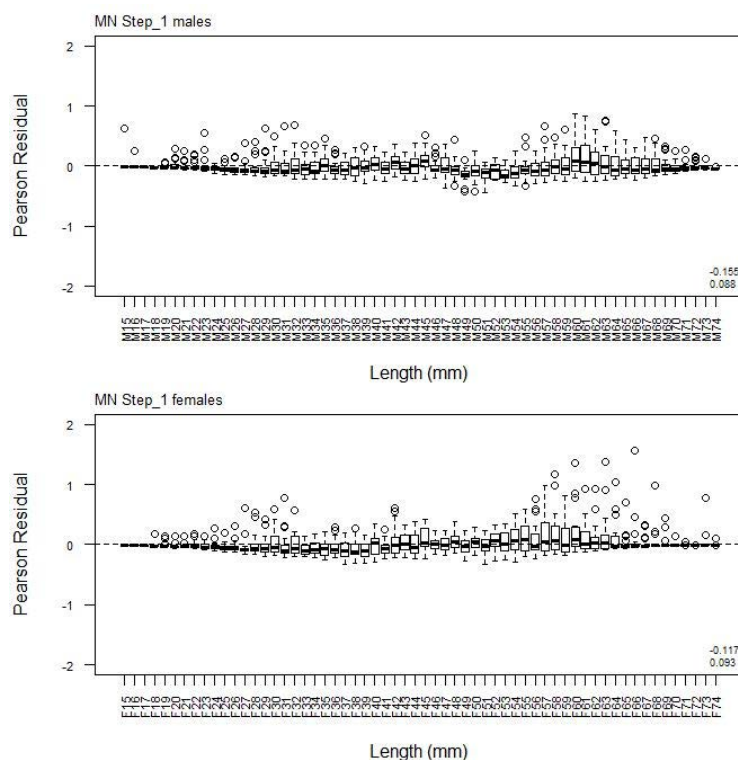 MN Step_1 males
Pearson Residual
2
1
0
-1
-2
-0.155
0.088
M15 M16 M17 M18 M19 M20 M21 M22 M23 M24 M25 M26 M27 M28 M29 M30 M31 M32 M33 M34 M35 M36 M37 M38 M39 M40 M41 M42 M43 M44 M45 M46 M47 M48 M49 M50 M51 M52 M53 M54 M55 M56 M57 M58 M59 M60 M61 M62 M63 M64 M65 M66 M67 M68 M69 M70 M71 M72 M73 M74
Length (mm)
MN Step_1 females
Pearson Residual
2
1
0
-1
-2
-0.117
0.093
F15 F16 F17 F18 F19 F20 F21 F22 F23 F24 F25 F26 F27 F28 F29 F30 F31 F32 F33 F34 F35 F36 F37 F38 F39 F40 F41 F42 F43 F44 F45 F46 F47 F48 F49 F50 F51 F52 F53 F54 F55 F56 F57 F58 F59 F60 F61 F62 F63 F64 F65 F66 F67 F68 F69 F70 F71 F72 F73 F74
Length (mm)